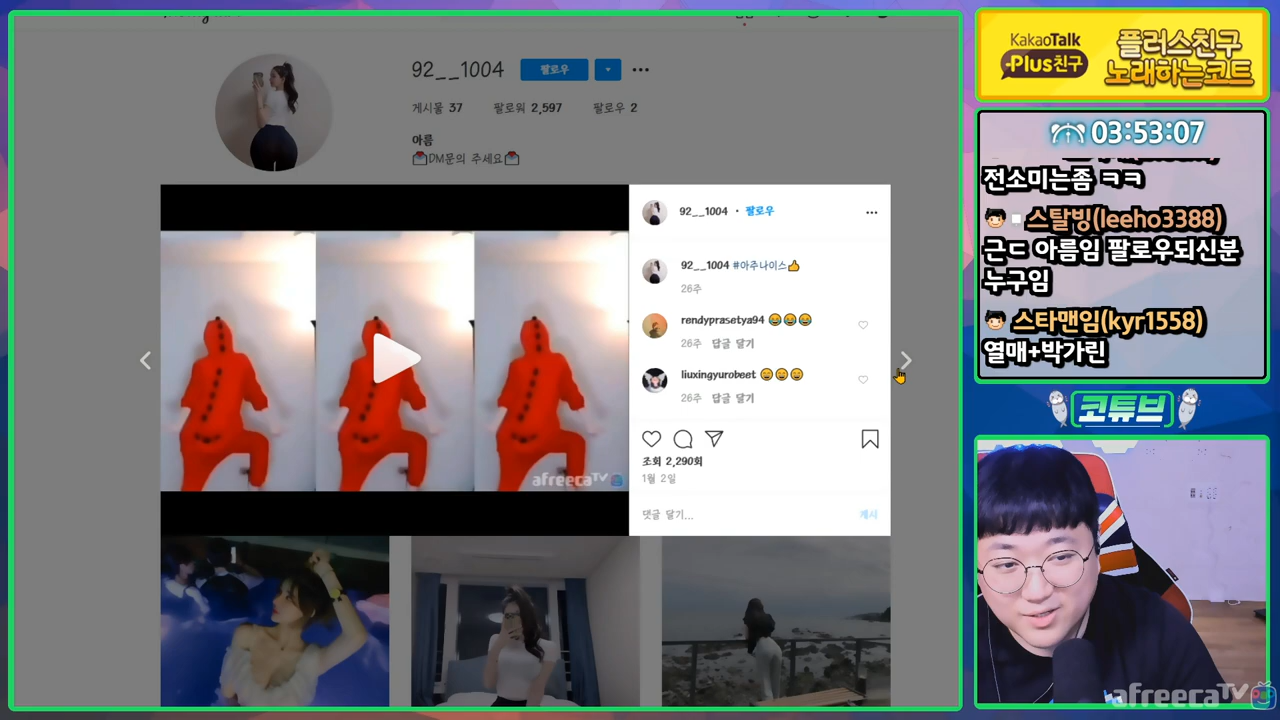 92__1004
팔로우
게시물 37
팔로워 2,597
팔로우 2
아름
DM문의 주세요
92__1004 • 팔로우
92__1004 #아주나이스👍
26주
rendyprasetya94 😂😂😂
26주 답글 달기
liuxingyurobeet 😄😄😄
26주 답글 달기
조회 2,290회
1월 2일
댓글 달기...
게시
afreecaTV
KakaoTalk
Plus친구
플러스친구
노래하는코트
03:53:07
전소미는좀 ㅋㅋ
스탈빙(leeho3388)
근ㄷ 아름임 팔로우되신분
누구임
스타맨임(kyr1558)
열매+박가린
코튜브
afreecaTV